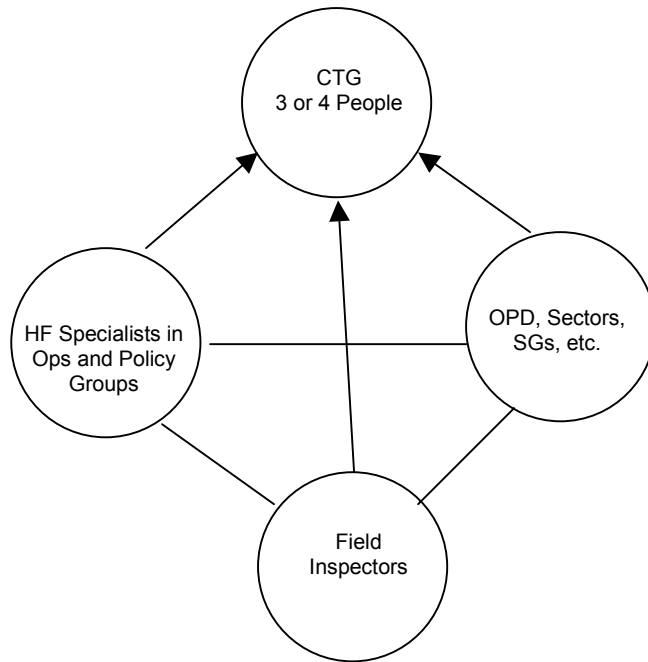 CTG
3 or 4 People
HF Specialists in
Ops and Policy
Groups
OPD, Sectors,
SGs, etc.
Field
Inspectors